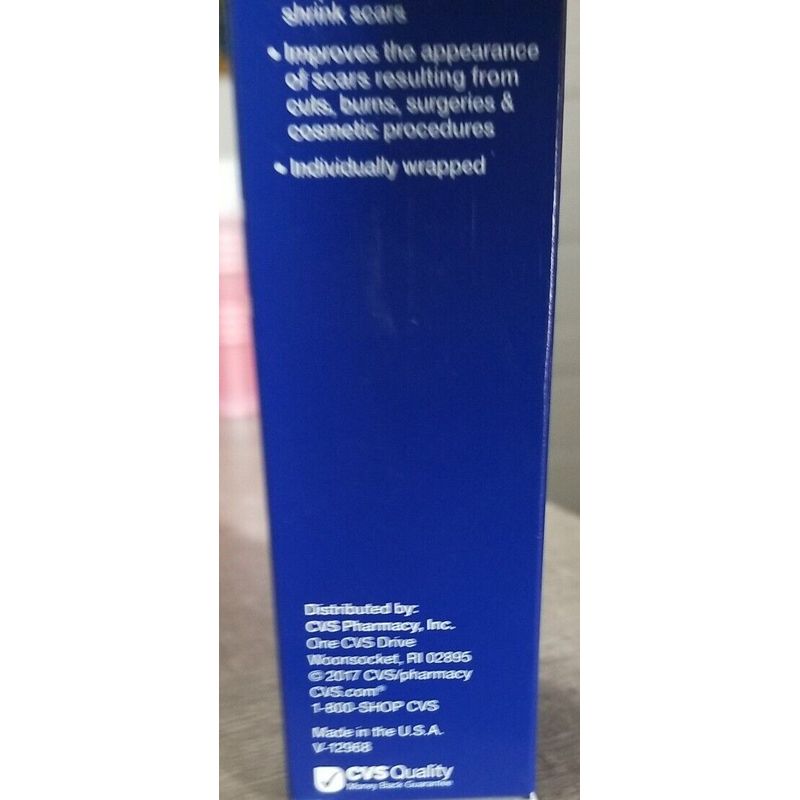 shrink scars
• Improves the appearance
of scars resulting from
cuts, burns, surgeries &
cosmetic procedures
• Individually wrapped
Distributed by:
CVS Pharmacy, Inc.
One CVS Drive
Woonsocket, RI 02895
© 2017 CVS/pharmacy
CVS.com®
1-800-SHOP CVS
Made in the U.S.A.
V-12968
CVS Quality
Money Back Guarantee